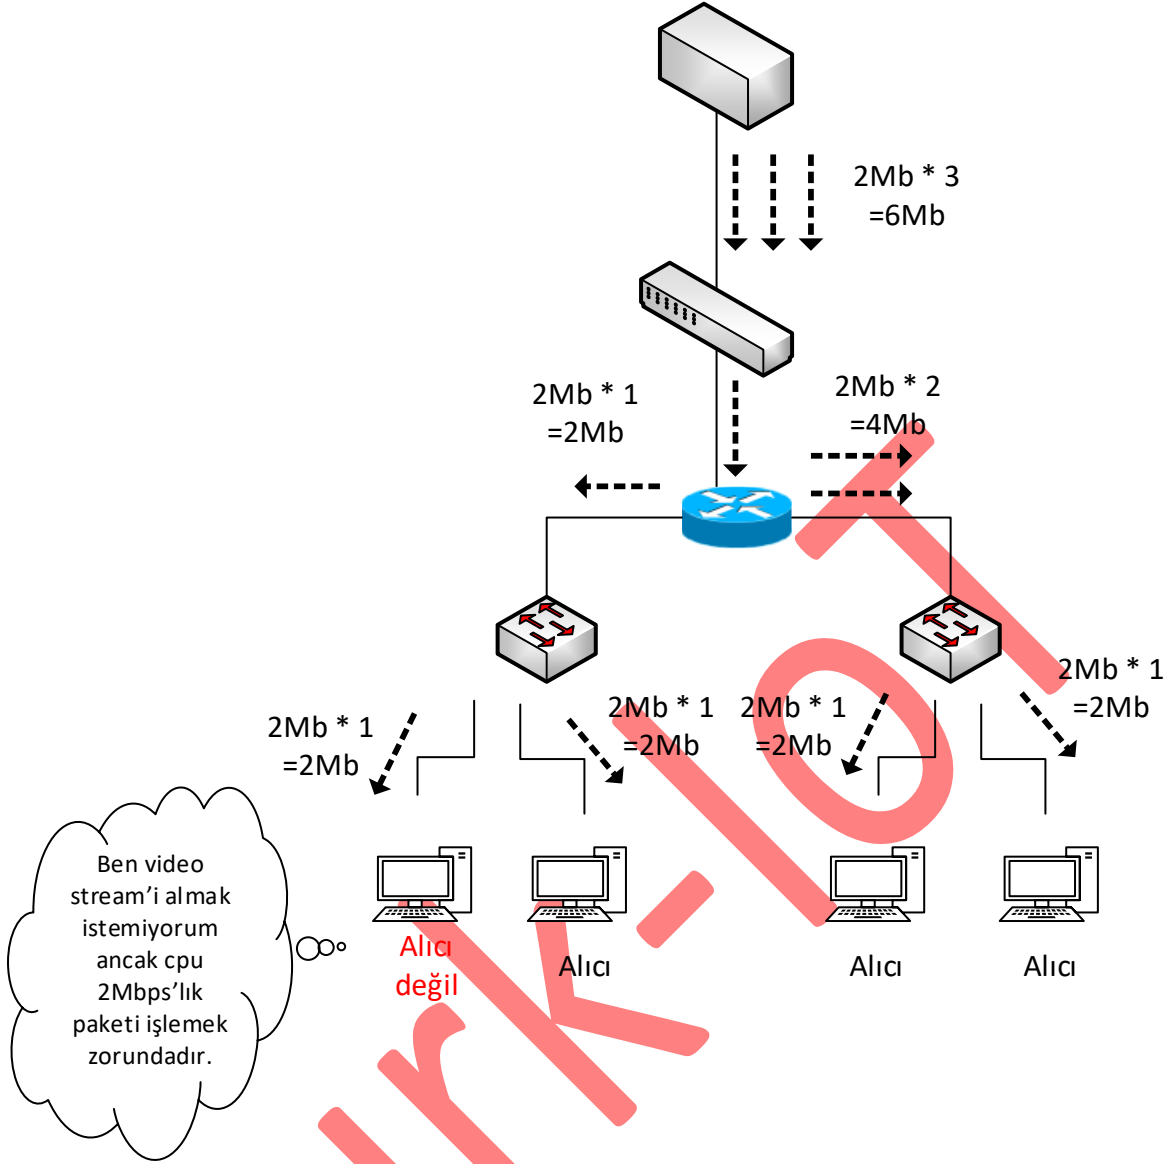 2Mb * 3
=6Mb
2Mb * 1
=2Mb
2Mb * 2
=4Mb
2Mb * 1
=2Mb
2Mb * 1
=2Mb
2Mb * 1
=2Mb
2Mb * 1
=2Mb
Ben video
stream’i almak
istemiyorum
ancak cpu
2Mbps’lık
paketi işlemek
zorundadır.
Alıcı
değil
Alıcı
Alıcı
Alıcı